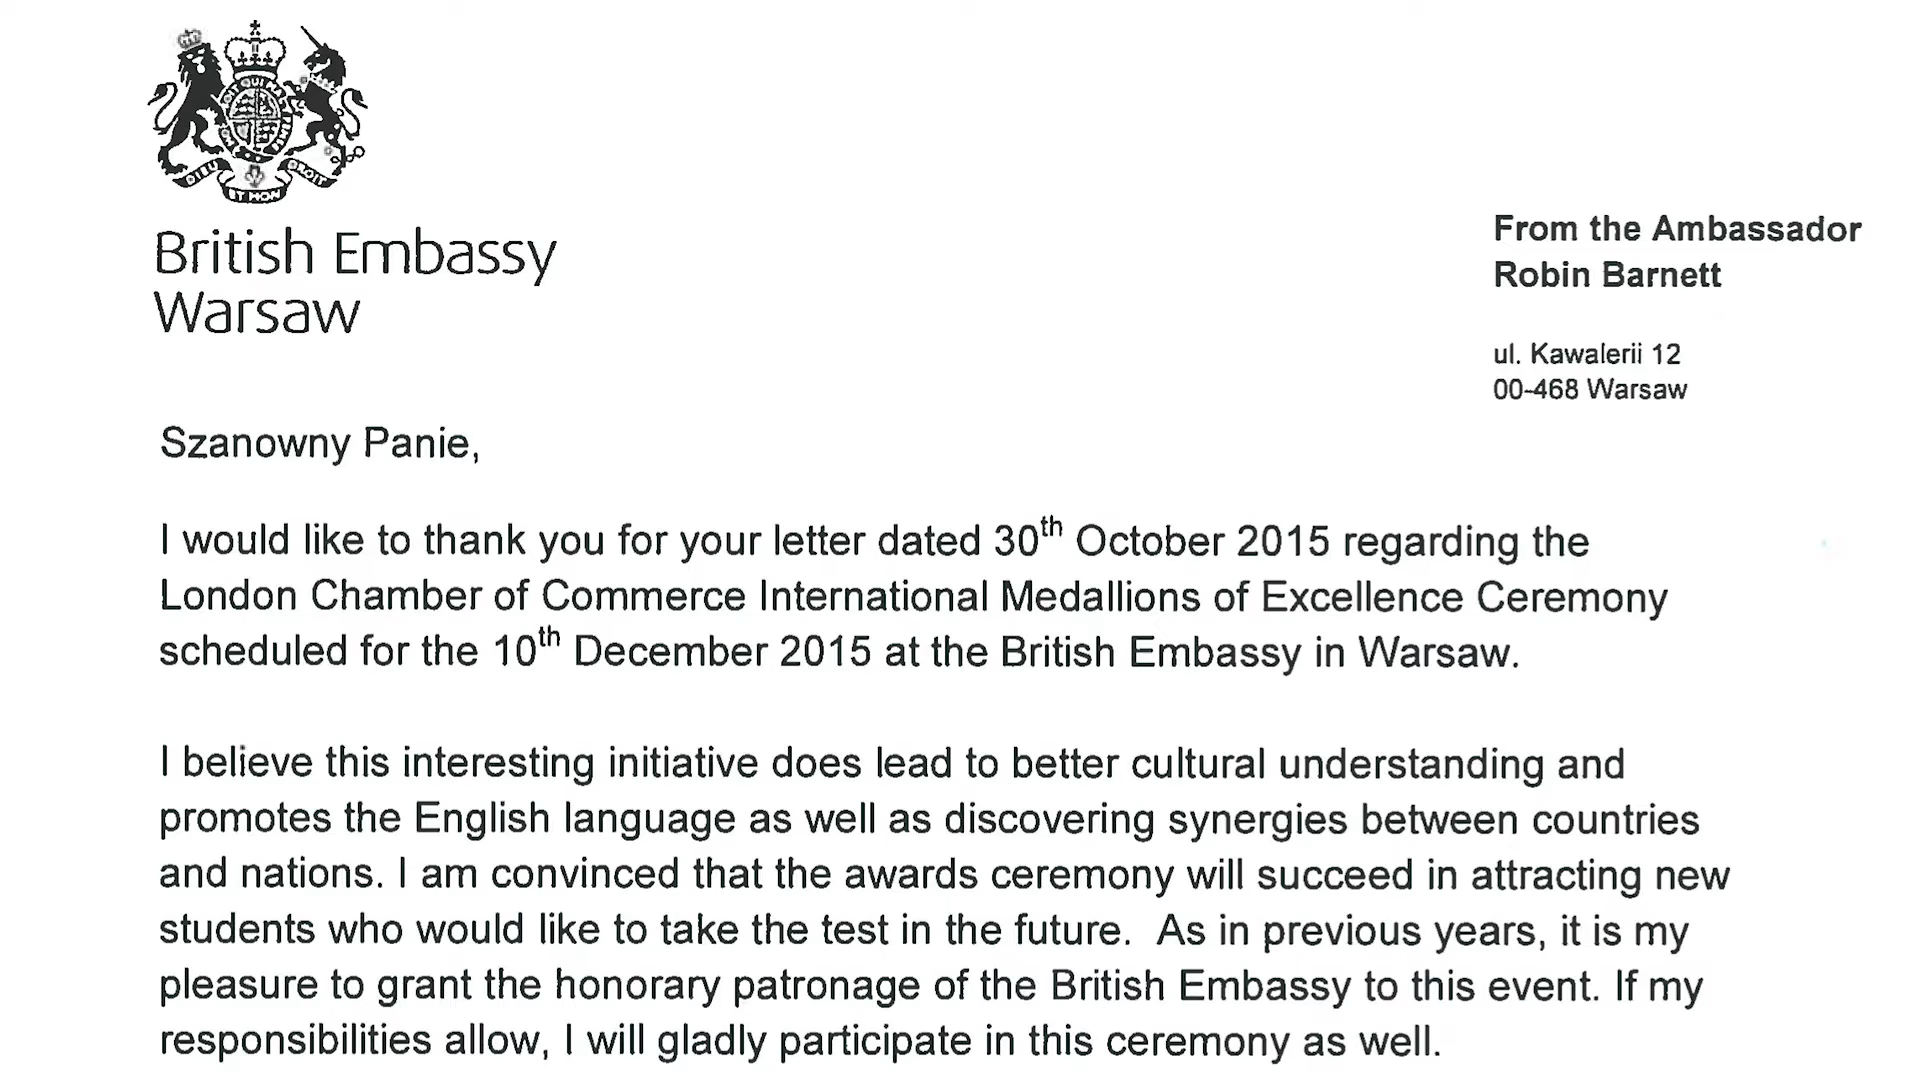 British Embassy
Warsaw
From the Ambassador
Robin Barnett
ul. Kawalerii 12
00-468 Warsaw
Szanowny Panie,
I would like to thank you for your letter dated 30th October 2015 regarding the
London Chamber of Commerce International Medallions of Excellence Ceremony
scheduled for the 10th December 2015 at the British Embassy in Warsaw.
I believe this interesting initiative does lead to better cultural understanding and
promotes the English language as well as discovering synergies between countries
and nations. I am convinced that the awards ceremony will succeed in attracting new
students who would like to take the test in the future.  As in previous years, it is my
pleasure to grant the honorary patronage of the British Embassy to this event. If my
responsibilities allow, I will gladly participate in this ceremony as well.